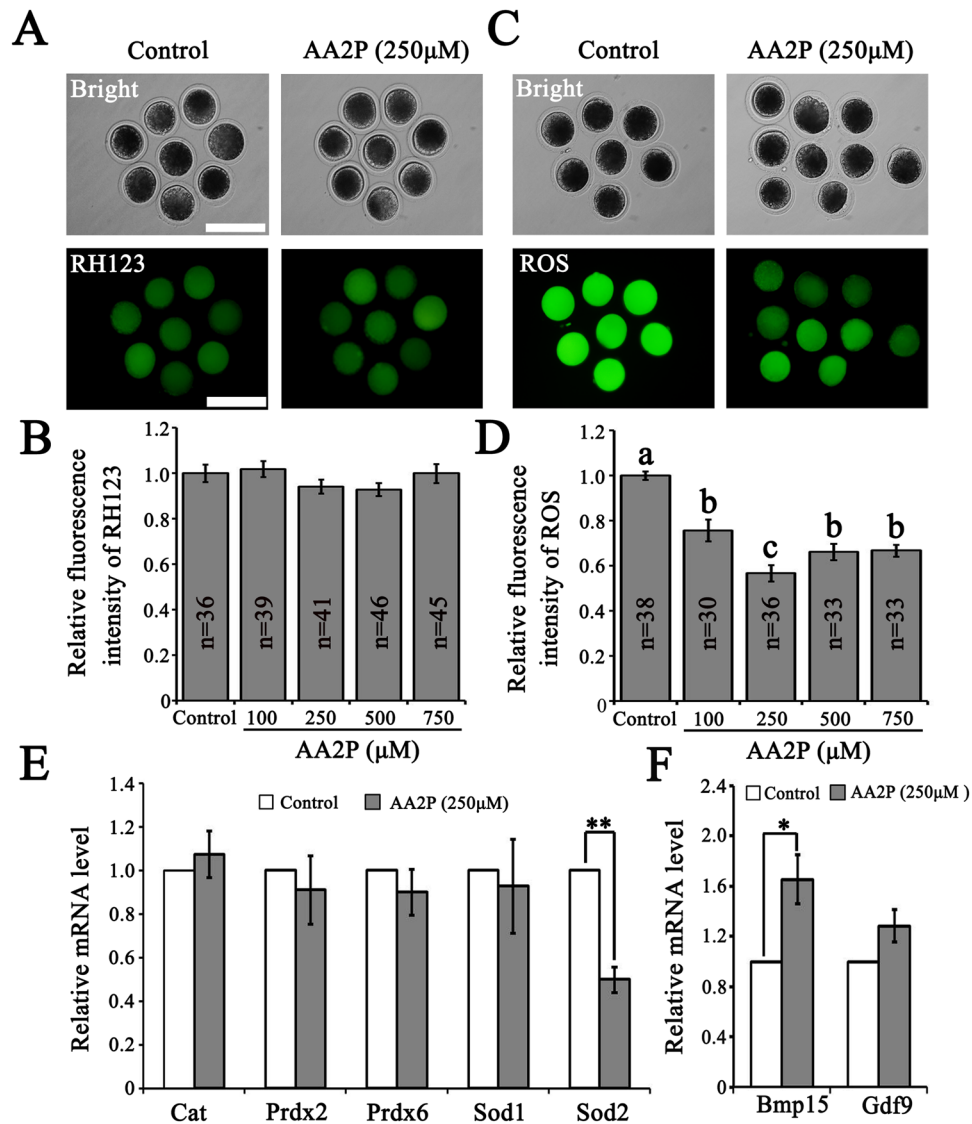 A
Control
AA2P (250μM)
Bright
RH123
C
Control
AA2P (250μM)
Bright
ROS
B
Relative fluorescence
intensity of RH123
1.2
1.0
0.8
0.6
0.4
0.2
0
n=36
n=39
n=41
n=46
n=45
Control 100 250 500 750
AA2P (μM)
D
Relative fluorescence
intensity of ROS
1.2
1.0
0.8
0.6
0.4
0.2
0
a
b
c
b
b
n=38
n=30
n=36
n=33
n=33
Control 100 250 500 750
AA2P (μM)
E
Relative mRNA level
1.4
1.2
1.0
0.8
0.6
0.4
0.2
0
Control AA2P (250μM)
**
Cat Prdx2 Prdx6 Sod1 Sod2
F
Relative mRNA level
2.4
2.0
1.6
1.2
0.8
0.4
0
Control AA2P (250μM )
*
Bmp15 Gdf9